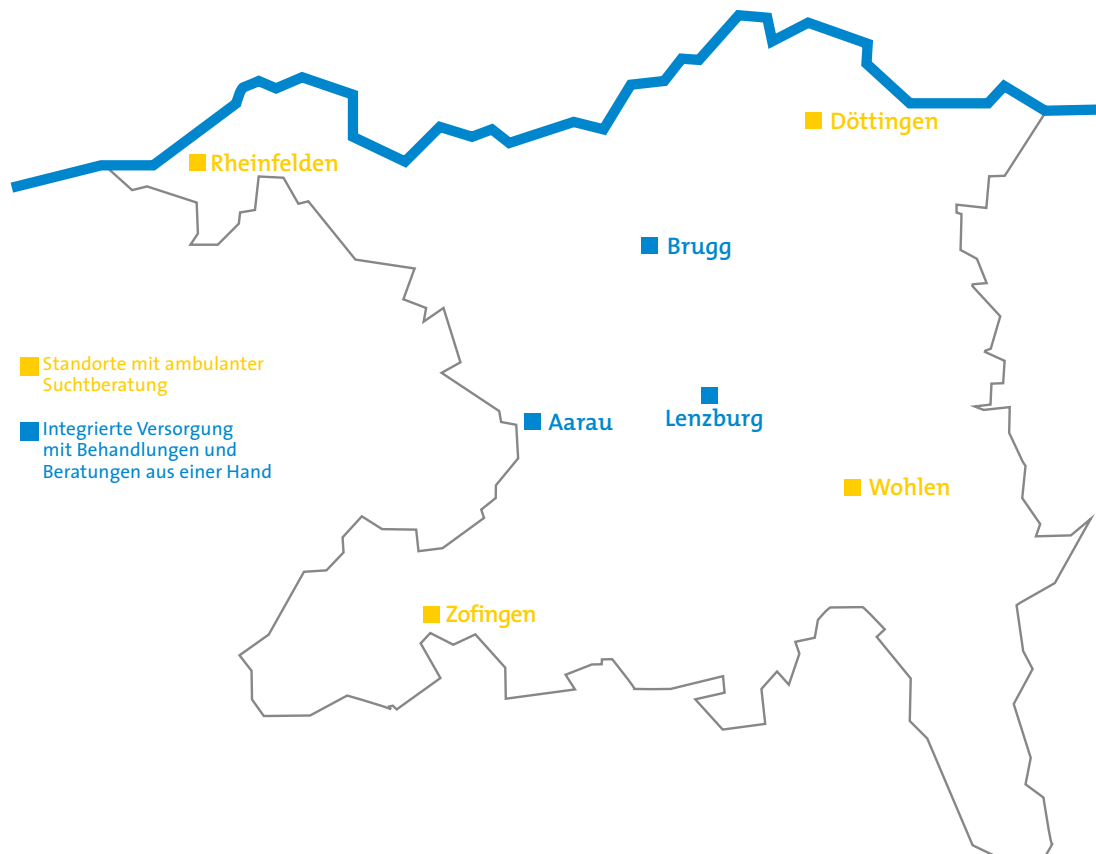 Döttingen
Rheinfelden
Brugg
Standorte mit ambulanter
Suchtberatung
Aarau
Lenzburg
Integrierte Versorgung
mit Behandlungen und
Beratungen aus einer Hand
Wohlen
Zofingen